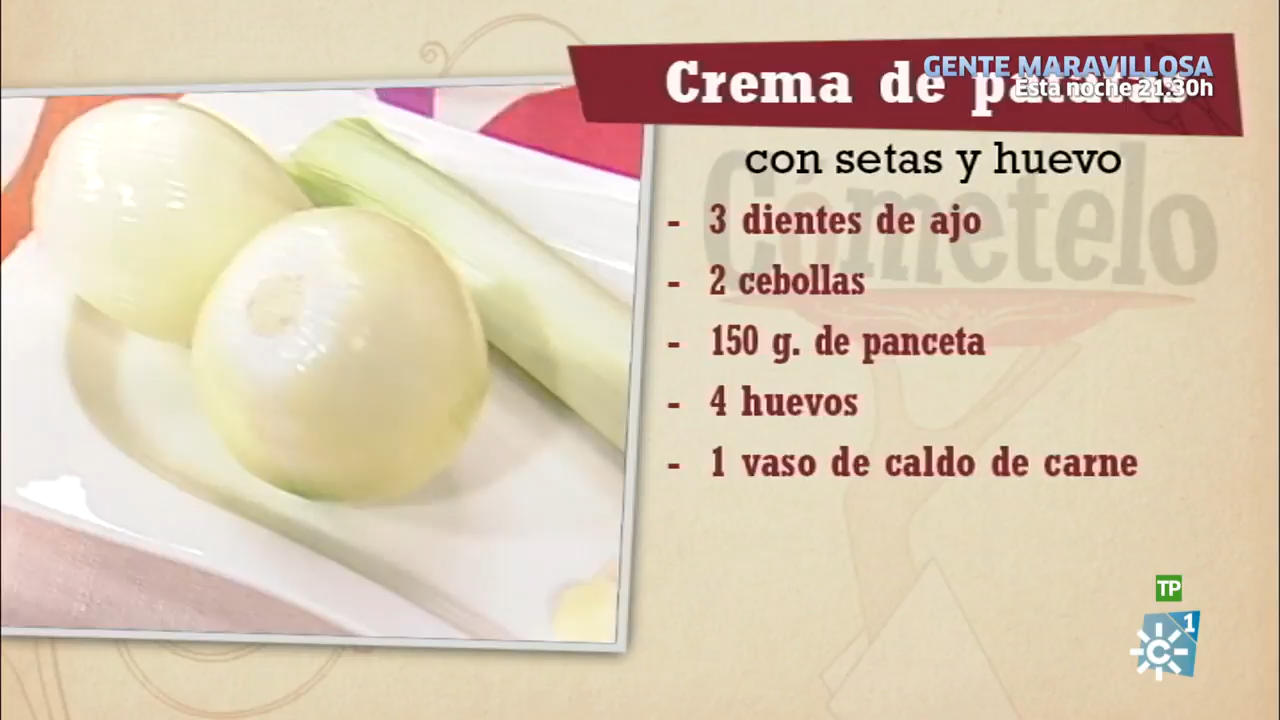 GENTE MARAVILLOSA
Esta noche 21.30h
Crema de patatas
con setas y huevo
Cómetelo
- 3 dientes de ajo
- 2 cebollas
- 150 g. de panceta
- 4 huevos
- 1 vaso de caldo de carne
TP
1